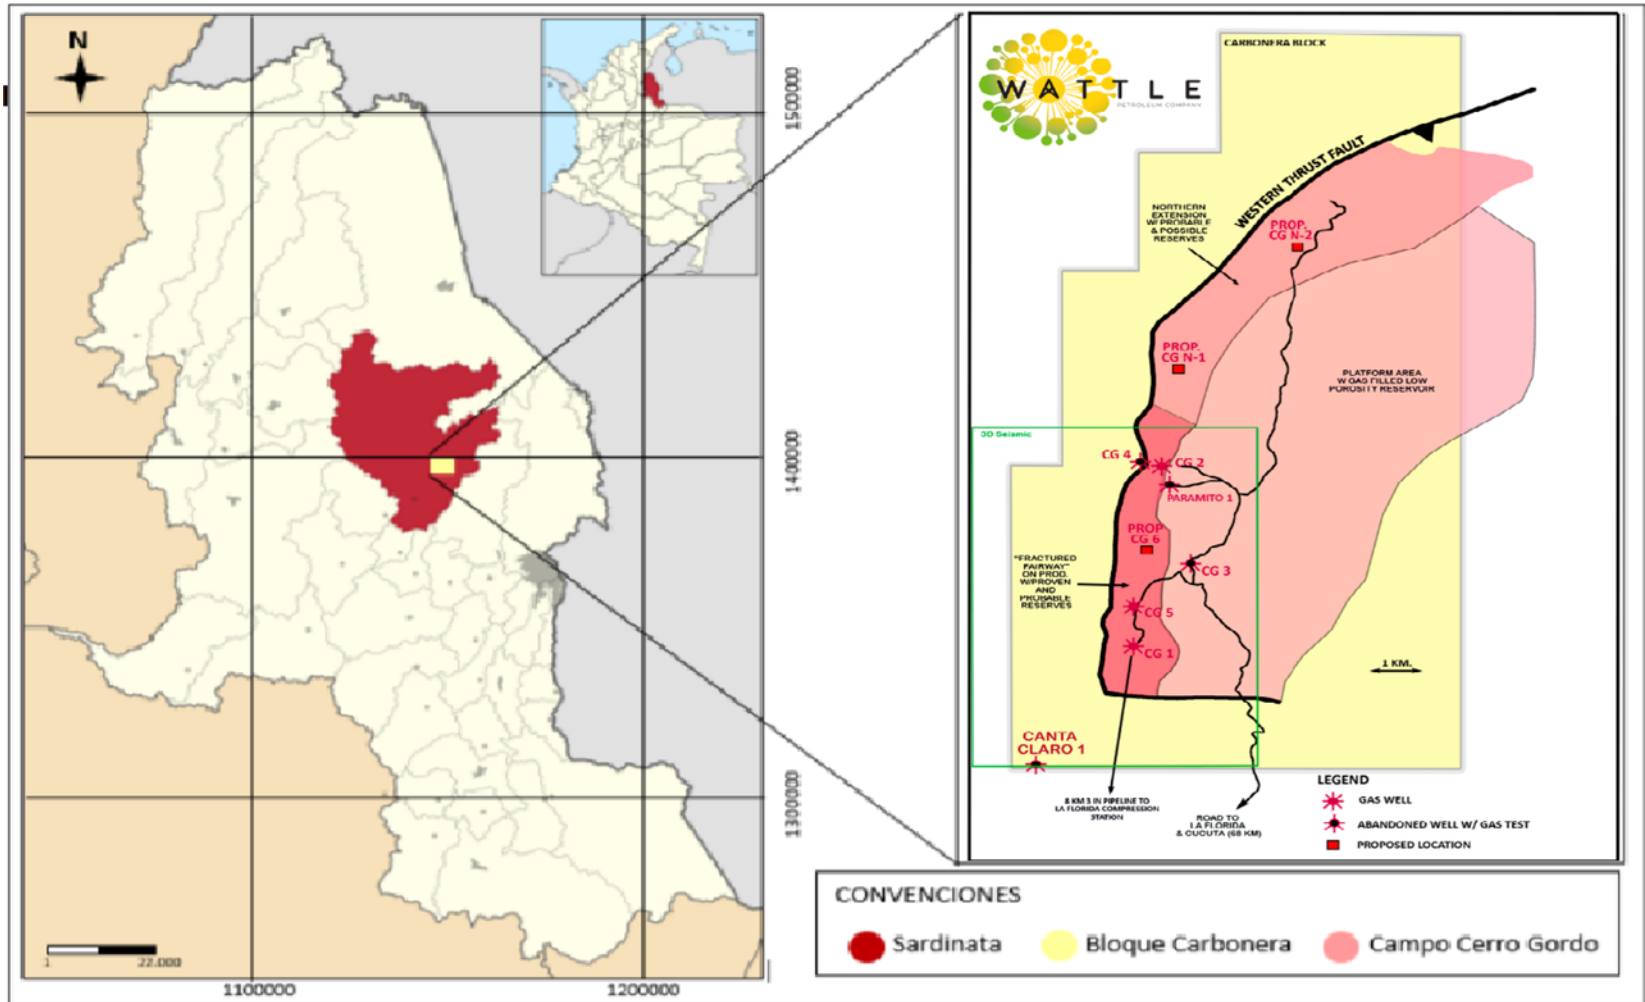 N
1500000
1400000
1300000
1100000
1200000
22.000
WATTLE
PETROLEUM COMPANY
CARBONERA BLOCK
WESTERN THRUST FAULT
NORTHERN
EXTENSION
W/ PROBABLE
& POSSIBLE
RESERVES
PROP.
CG N-2
PROP.
CG N-1
PLATFORM AREA
W GAS FILLED LOW
POROSITY RESERVOIR
3D Seismic
CG 4
CG 2
PARAMITO 1
PROP
CG 6
"FRACTURED
FAIRWAY"
ON PROD.
W/PROVEN
AND
PROBABLE
RESERVES
CG 3
CG 5
CG 1
1 KM.
CANTA
CLARO 1
8 KM 3 IN PIPELINE TO
LA FLORIDA COMPRESSION
STATION
ROAD TO
LA FLORIDA
& CUCUTA (68 KM)
LEGEND
GAS WELL
ABANDONED WELL W/ GAS TEST
PROPOSED LOCATION
CONVENCIONES
Sardinata
Bloque Carbonera
Campo Cerro Gordo